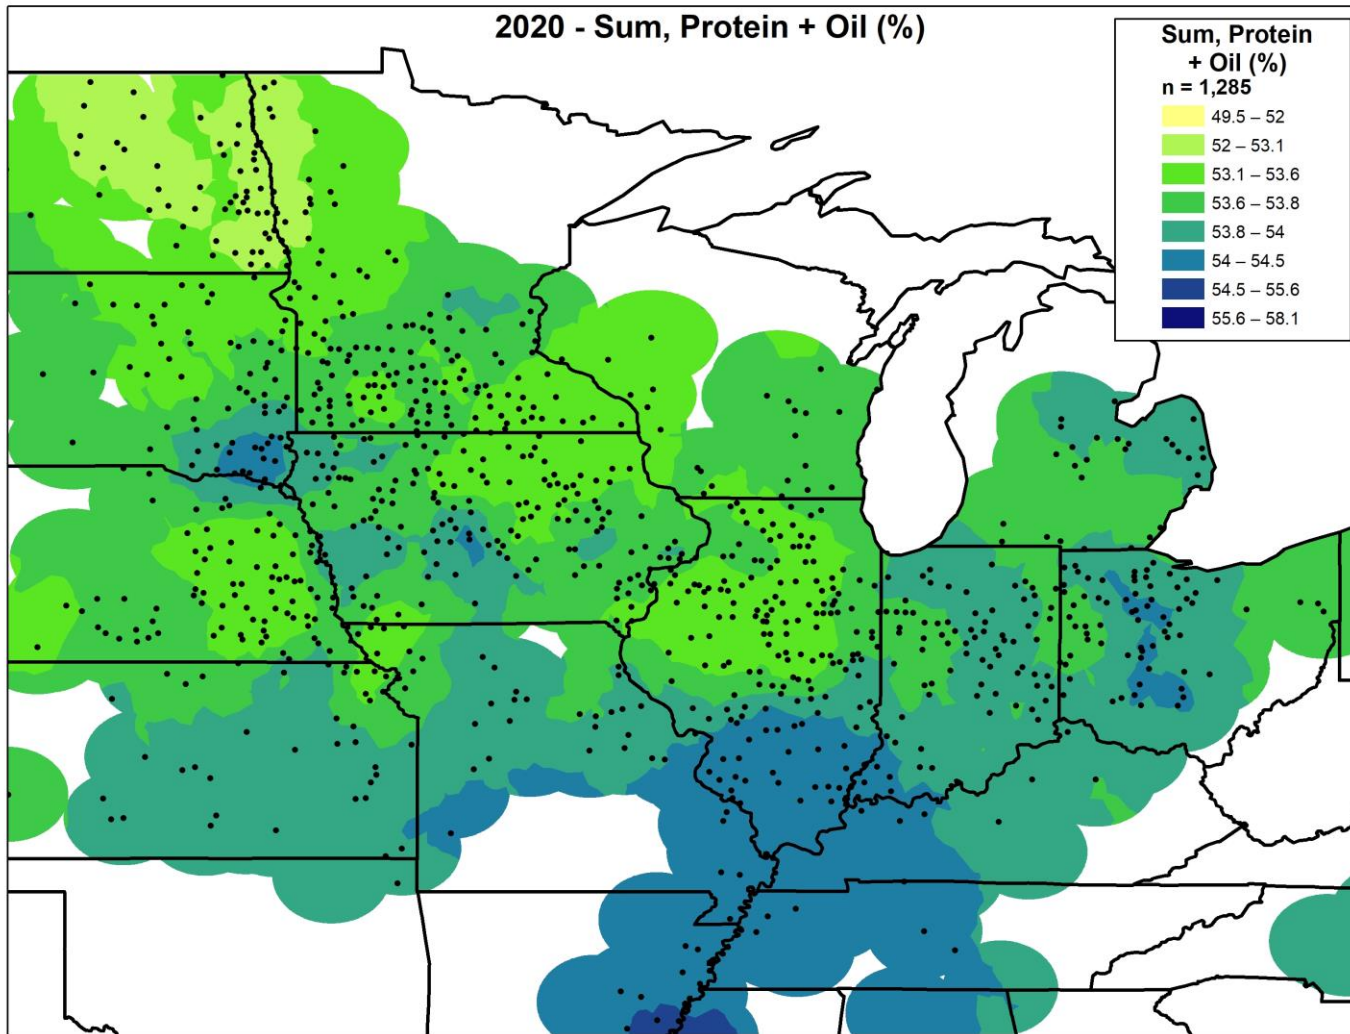 2020 - Sum, Protein + Oil (%)
Sum, Protein
+ Oil (%)
n = 1,285
49.5 – 52
52 – 53.1
53.1 – 53.6
53.6 – 53.8
53.8 – 54
54 – 54.5
54.5 – 55.6
55.6 – 58.1